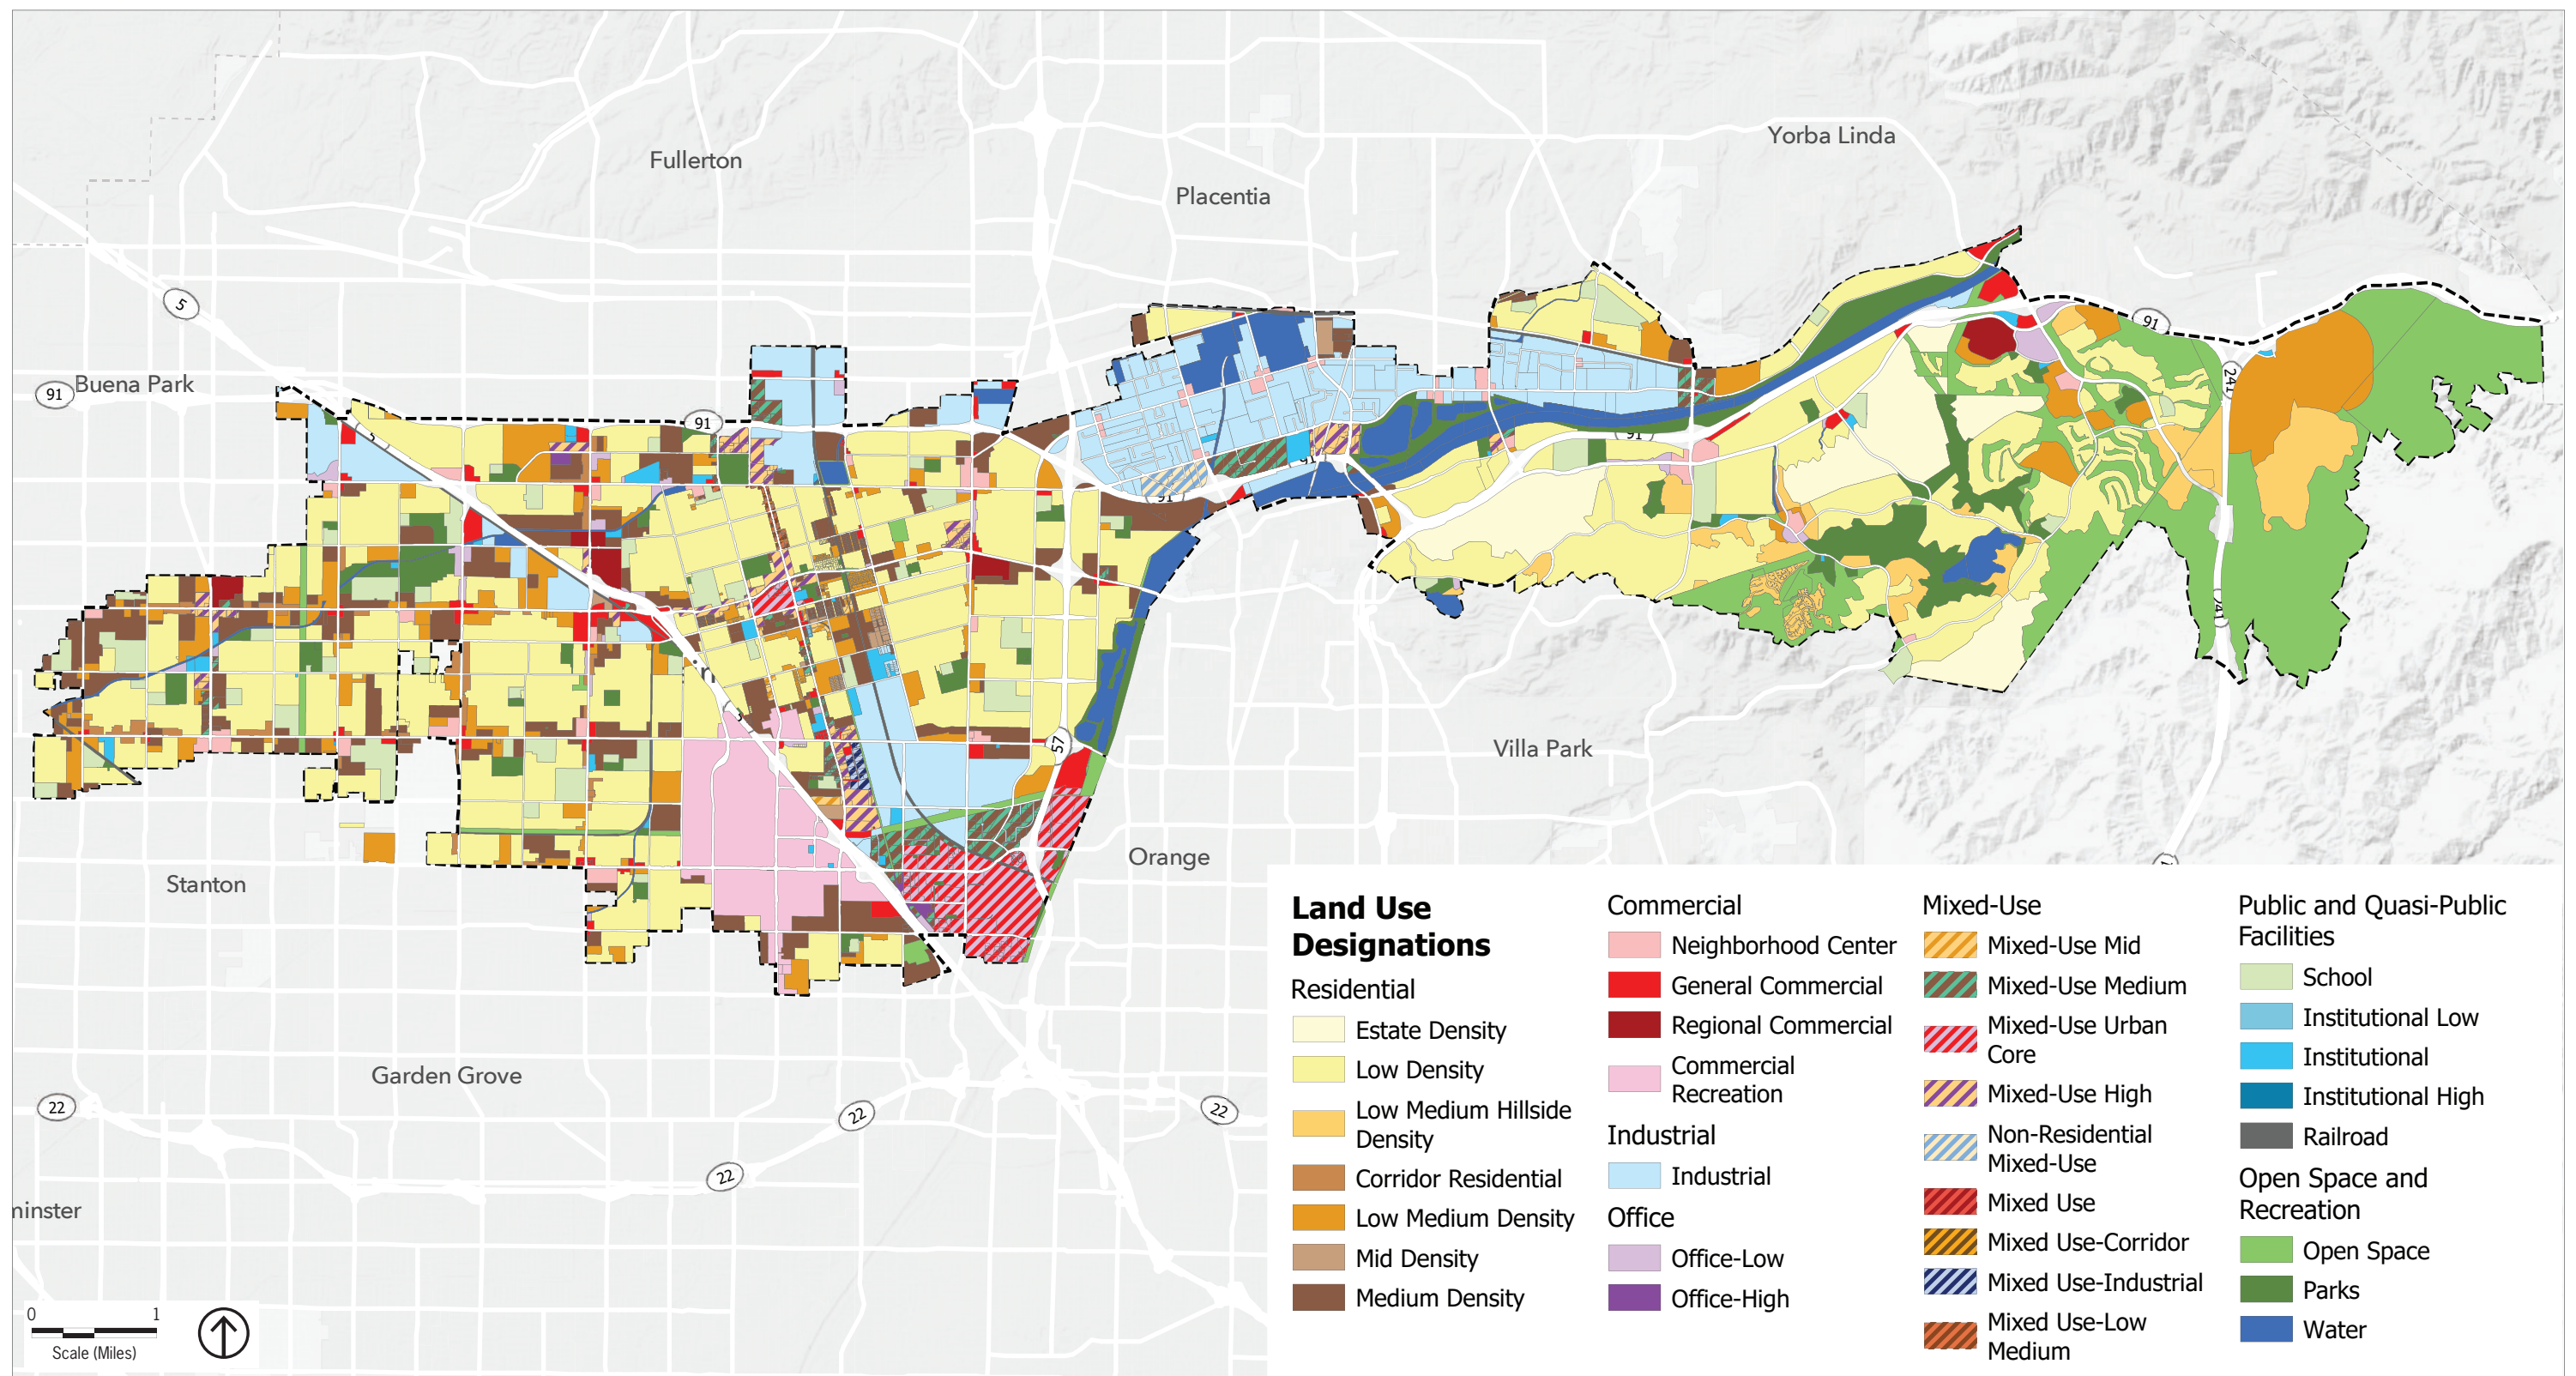 Yorba Linda
Fullerton
Placentia
5
91
Buena Park
91
91
241
91
91
91
5
241
5
57
Villa Park
Orange
Stanton
Garden Grove
22
22
22
22
minster
0 1
Scale (Miles)
Land Use
Designations
Residential
Estate Density
Low Density
Low Medium Hillside
Density
Corridor Residential
Low Medium Density
Mid Density
Medium Density
Commercial
Neighborhood Center
General Commercial
Regional Commercial
Commercial
Recreation
Industrial
Industrial
Office
Office-Low
Office-High
Mixed-Use
Mixed-Use Mid
Mixed-Use Medium
Mixed-Use Urban
Core
Mixed-Use High
Non-Residential
Mixed-Use
Mixed Use
Mixed Use-Corridor
Mixed Use-Industrial
Mixed Use-Low
Medium
Public and Quasi-Public
Facilities
School
Institutional Low
Institutional
Institutional High
Railroad
Open Space and
Recreation
Open Space
Parks
Water